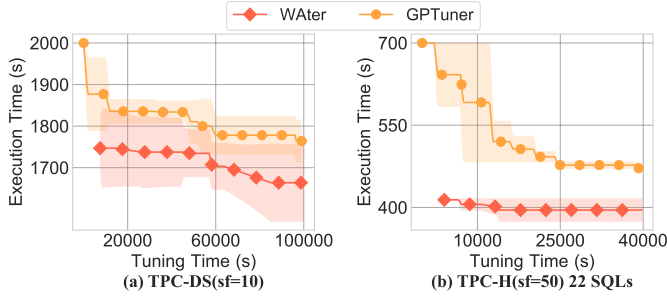 WAter GPTuner
2000
1900
1800
1700
Execution Time (s)
20000 60000 100000
Tuning Time (s)
(a) TPC-DS(sf=10)
700
550
400
Execution Time (s)
10000 25000 40000
Tuning Time (s)
(b) TPC-H(sf=50) 22 SQLs